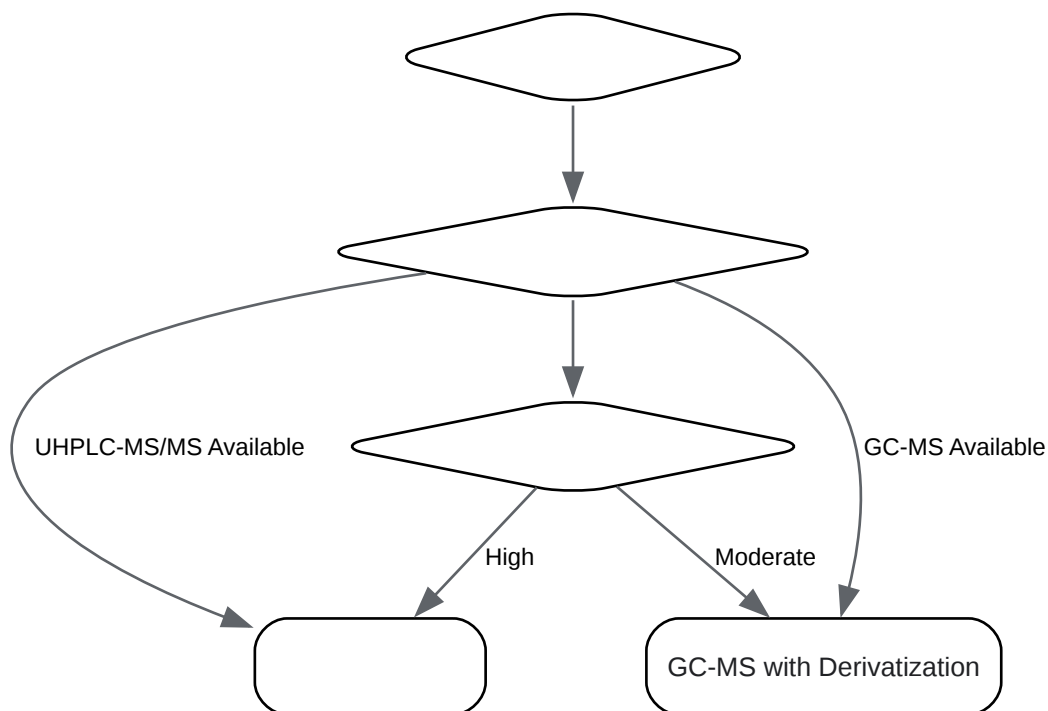 UHPLC-MS/MS Available
GC-MS Available
High
Moderate
GC-MS with Derivatization